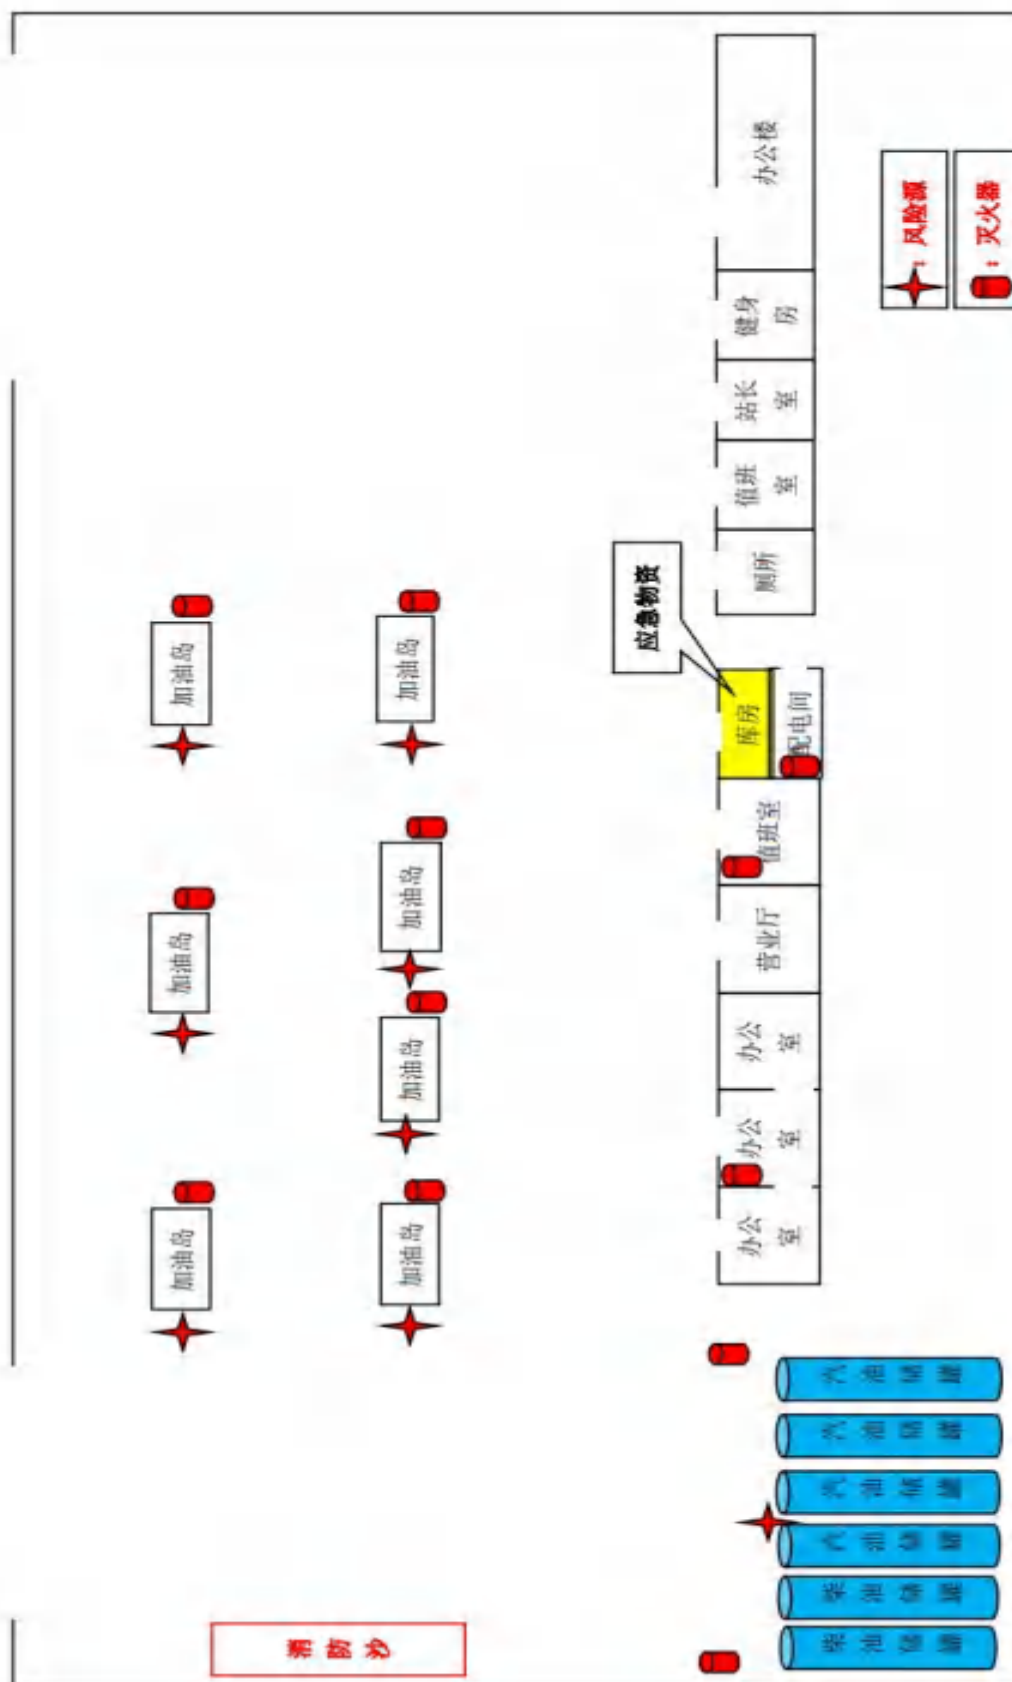 加油岛
加油岛
加油岛
消防沙
加油岛
加油岛
加油岛
加油岛
应急物资
办公
室
办公
室
办公
室
营业厅
值班室
库房
配电间
厕所
值班
室
站长
室
健身
房
办公楼
柴油储罐
柴油储罐
汽油储罐
汽油储罐
汽油储罐
汽油储罐
：风险源
：灭火器